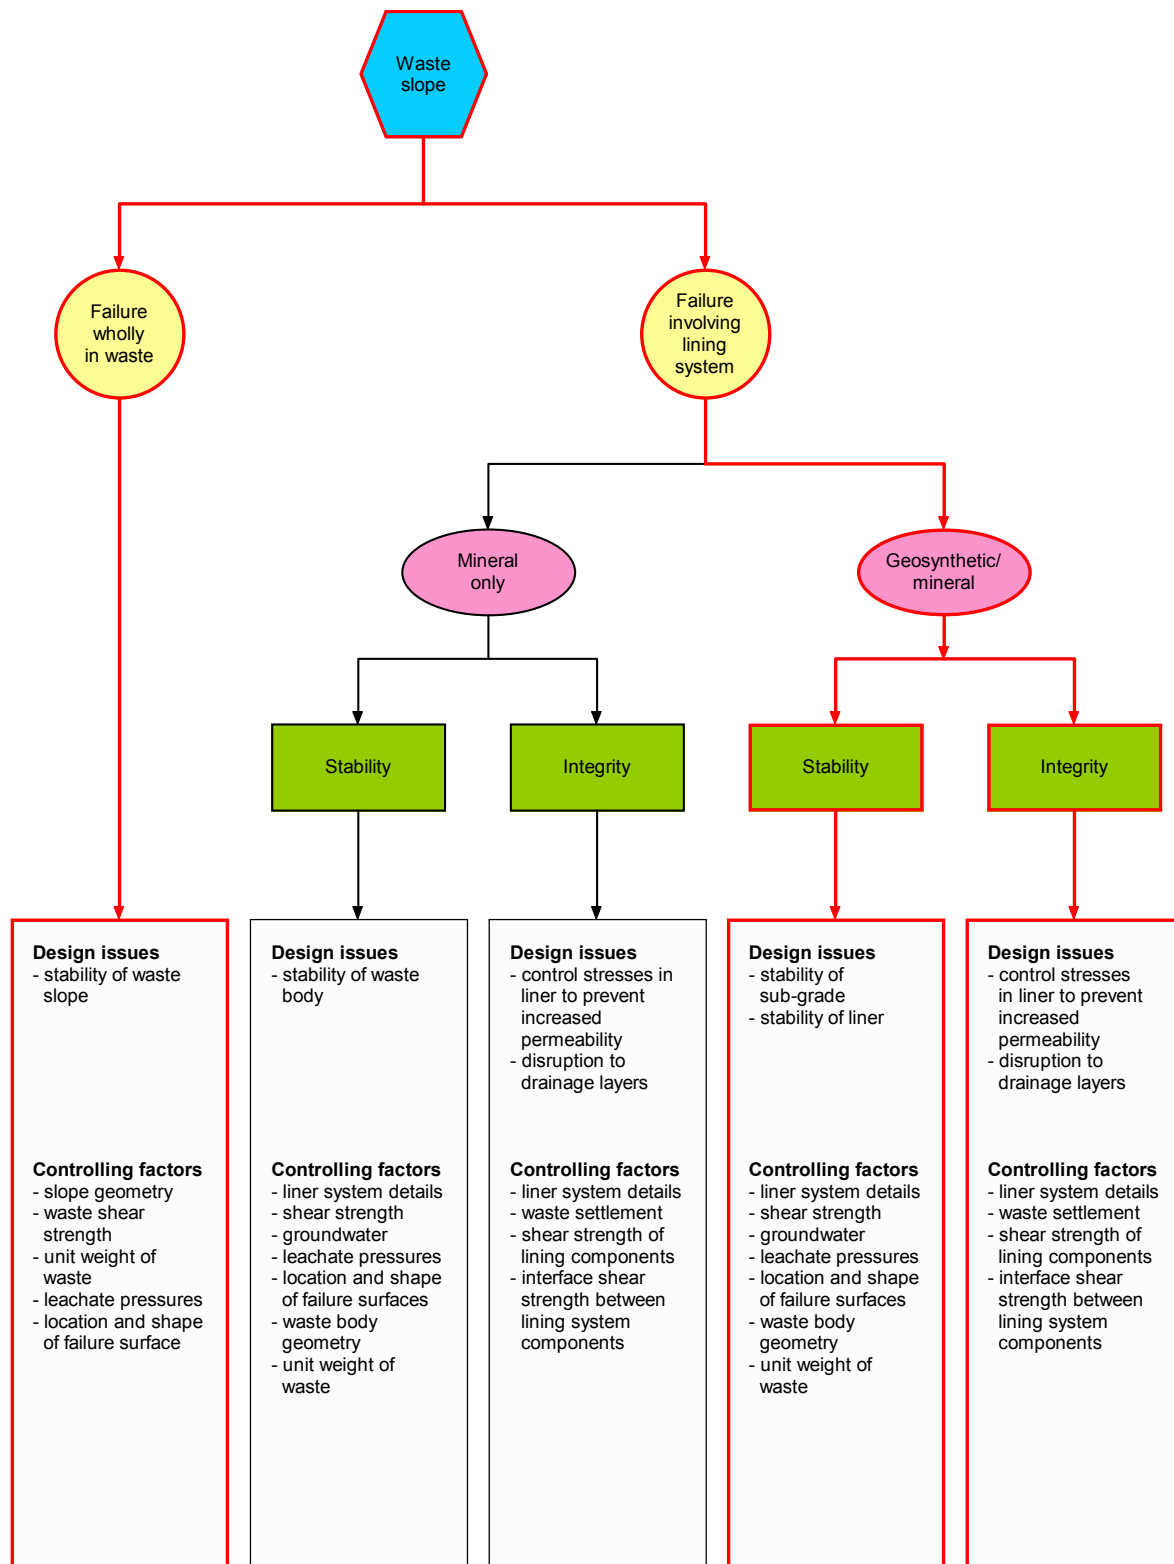 Waste
slope
Failure
wholly
in waste
Failure
involving
lining
system
Mineral
only
Geosynthetic/
mineral
Stability
Integrity
Stability
Integrity
Design issues
- stability of waste
slope
Controlling factors
- slope geometry
- waste shear
strength
- unit weight of
waste
- leachate pressures
- location and shape
of failure surface
Design issues
- stability of waste
body
Controlling factors
- liner system details
- shear strength
- groundwater
- leachate pressures
- location and shape
of failure surfaces
- waste body
geometry
- unit weight of
waste
Design issues
- control stresses in
liner to prevent
increased
permeability
- disruption to
drainage layers
Controlling factors
- liner system details
- waste settlement
- shear strength of
lining components
- interface shear
strength between
lining system
components
Design issues
- stability of
sub-grade
- stability of liner
Controlling factors
- liner system details
- shear strength
- groundwater
- leachate pressures
- location and shape
of failure surfaces
- waste body
geometry
- unit weight of
waste
Design issues
- control stresses
in liner to prevent
increased
permeability
- disruption to
drainage layers
Controlling factors
- liner system details
- waste settlement
- shear strength of
lining components
- interface shear
strength between
lining system
components